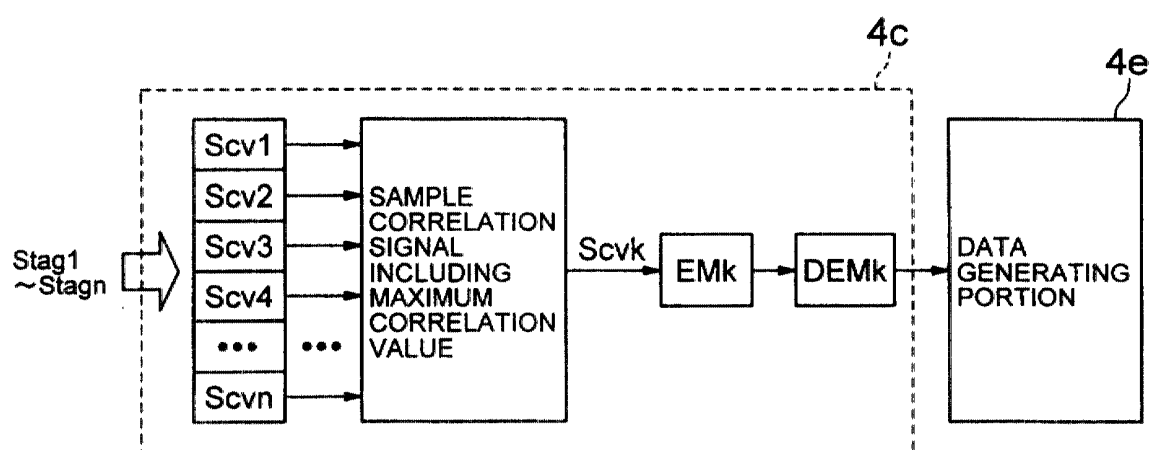 4c
4e
Scv1
Scv2
Scv3
Scv4
•••
Scvn
Stag1
~Stagn
•••
SAMPLE
CORRELATION
SIGNAL
INCLUDING
MAXIMUM
CORRELATION
VALUE
Scvk
EMk
DEMk
DATA
GENERATING
PORTION